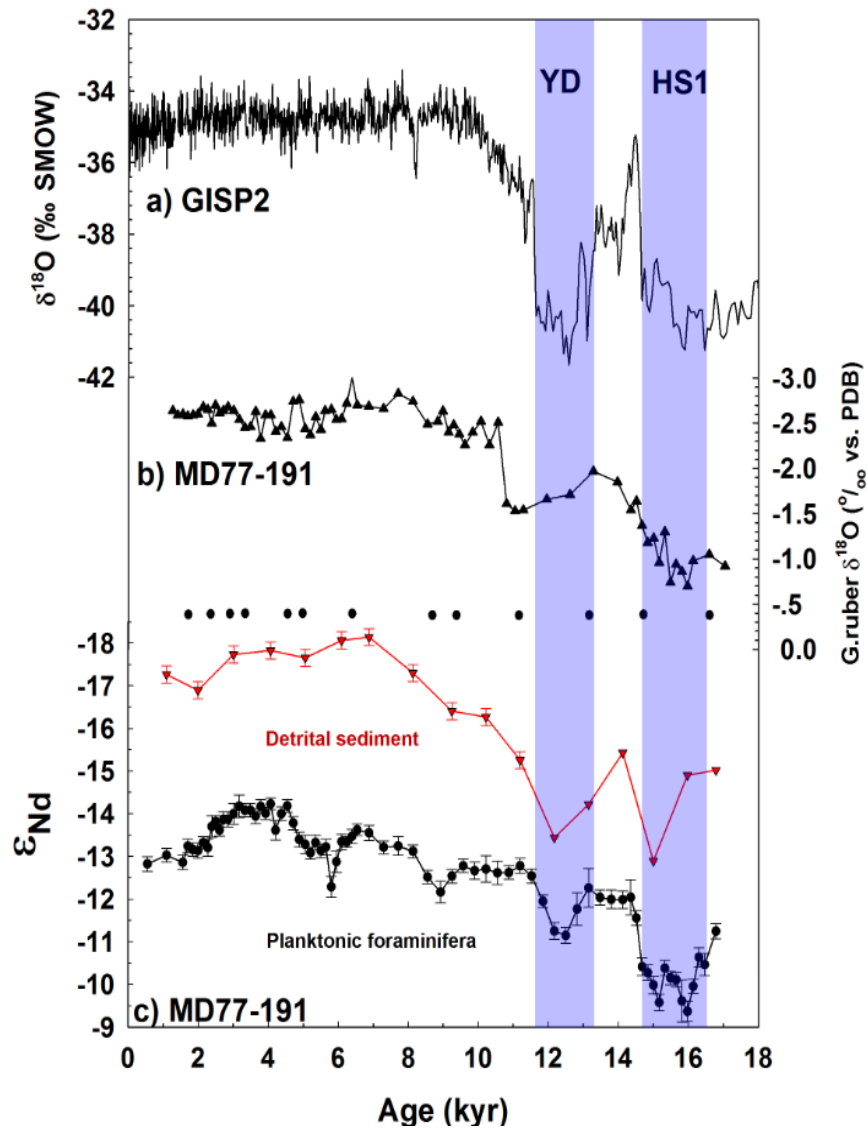 -32
YD
HS1
-34
-36
a) GISP2
-38
-40
-42
δ¹⁸O (‰ SMOW)
-3.0
-2.5
-2.0
-1.5
-1.0
-.5
0.0
G.ruber δ¹⁸O (°/oo vs. PDB)
b) MD77-191
-18
-17
-16
-15
-14
-13
-12
-11
-10
-9
εNd
Detrital sediment
Planktonic foraminifera
c) MD77-191
0 2 4 6 8 10 12 14 16 18
Age (kyr)